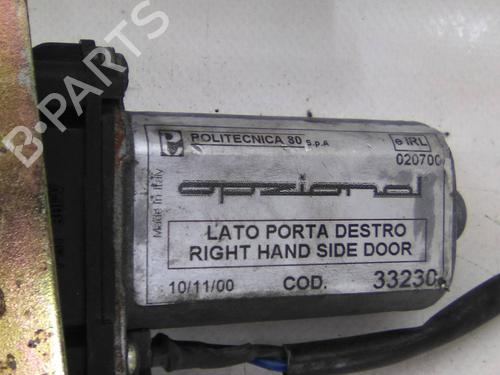 B-PARTS
POLITECNICA 80 S.p.A
e IRL
020700
Made in Italy
opzional
LATO PORTA DESTRO
RIGHT HAND SIDE DOOR
10/11/00 COD. 33230